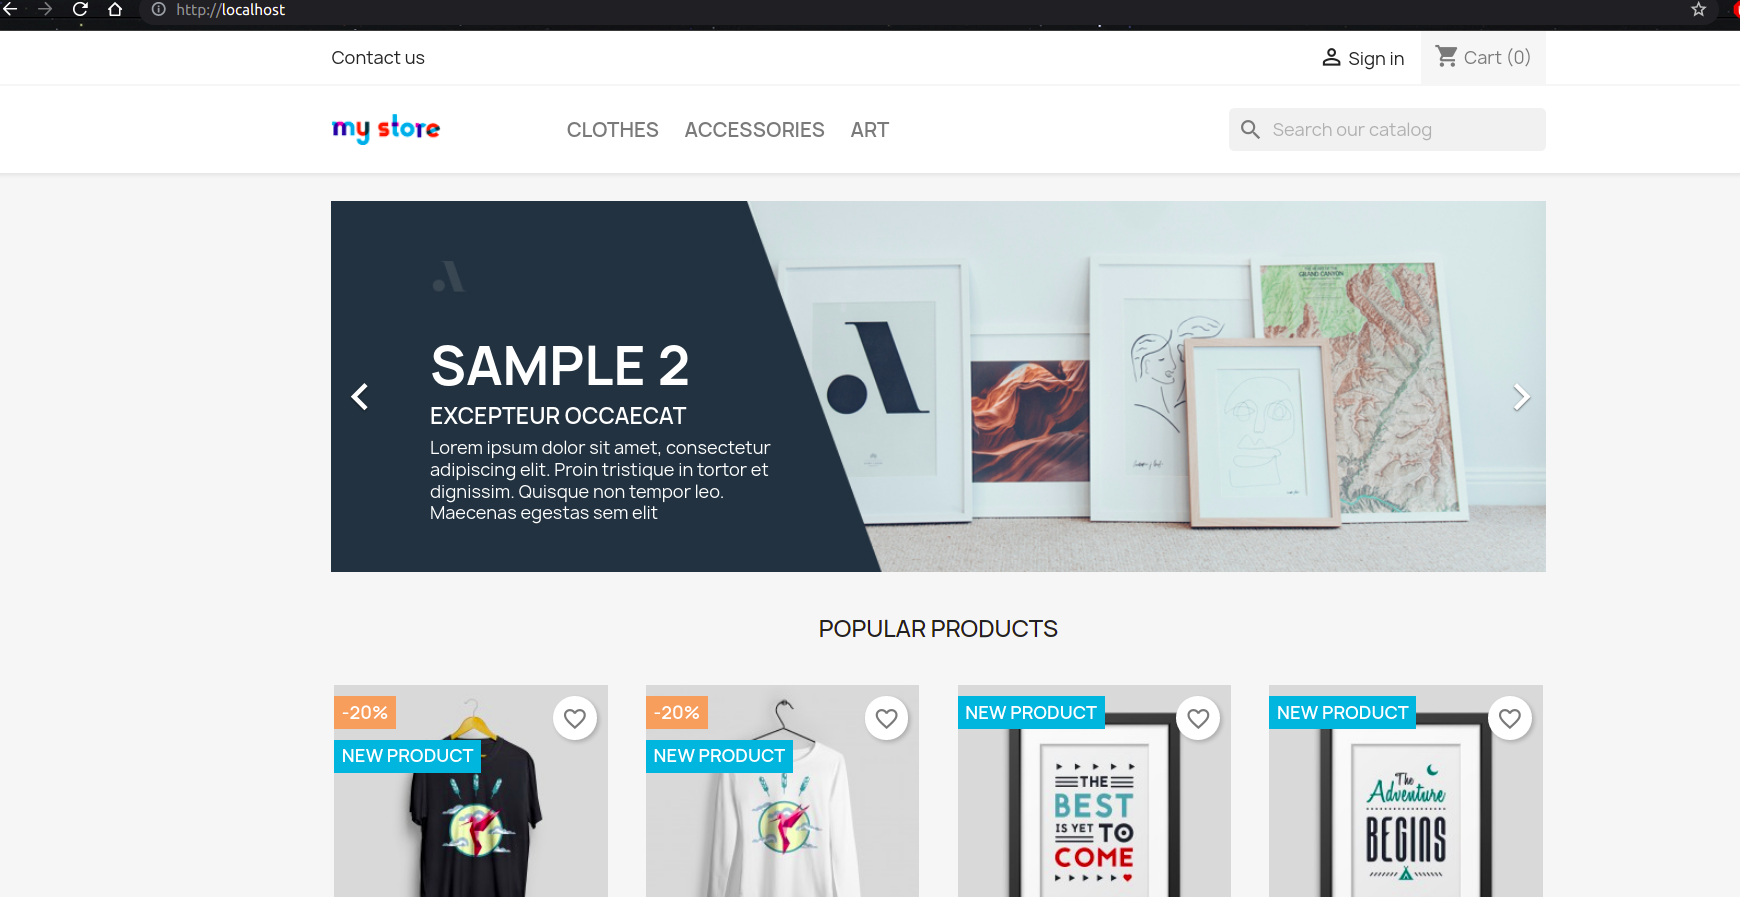 http://localhost
Contact us
Sign in
Cart (0)
my store
CLOTHES
ACCESSORIES
ART
Search our catalog
SAMPLE 2
EXCEPTEUR OCCAECAT
Lorem ipsum dolor sit amet, consectetur
adipiscing elit. Proin tristique in tortor et
dignissim. Quisque non tempor leo.
Maecenas egestas sem elit
GRAND CANYON
POPULAR PRODUCTS
-20%
NEW PRODUCT
-20%
NEW PRODUCT
NEW PRODUCT
THE
BEST
IS YET TO
COME
NEW PRODUCT
The
Adventure
BEGINS